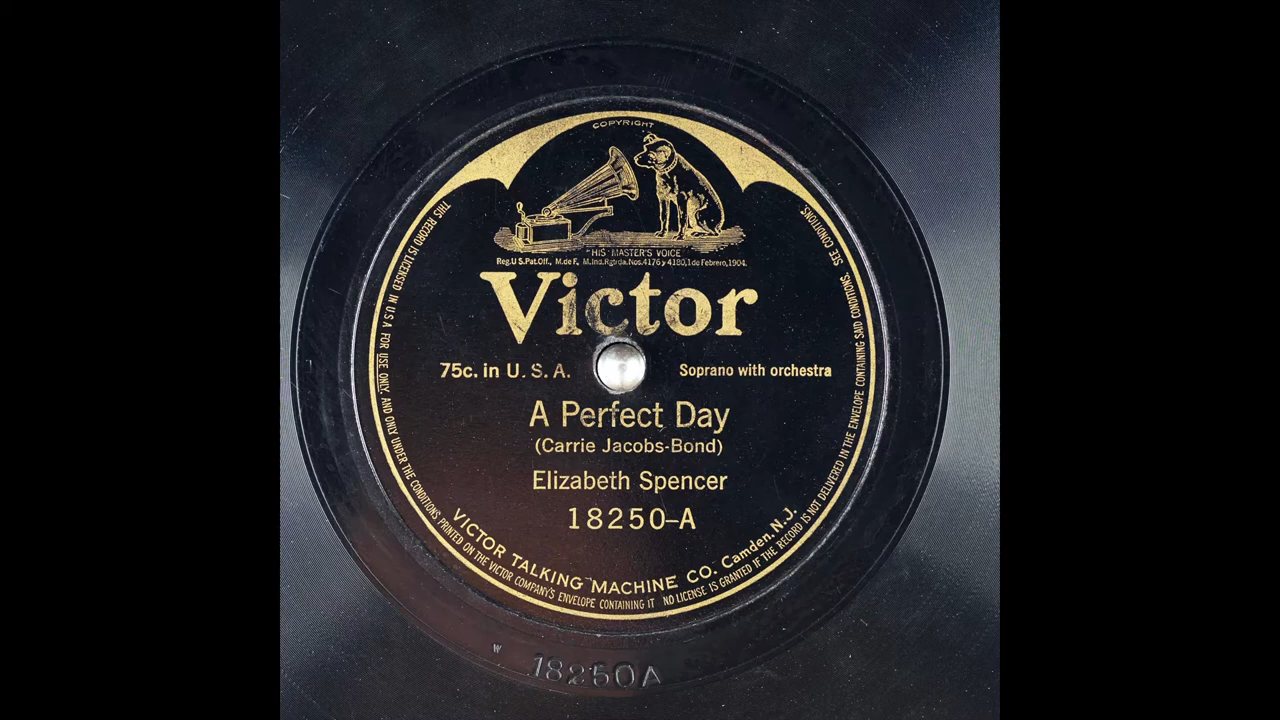 COPYRIGHT
"HIS MASTER'S VOICE"
Reg.U.S.Pat.Off., M.de F., M.Ind.Rgtrda.Nos.4176 y 4180,1 de Febrero,1904.
Victor
75c. in U. S. A.
Soprano with orchestra
A Perfect Day
(Carrie Jacobs-Bond)
Elizabeth Spencer
18250-A
VICTOR TALKING MACHINE CO. Camden, N.J.
THIS RECORD IS LICENSED IN U S A FOR USE ONLY, AND ONLY UNDER THE CONDITIONS PRINTED ON THE VICTOR COMPANY'S ENVELOPE CONTAINING IT NO LICENSE IS GRANTED IF THE RECORD IS NOT DELIVERED IN THE ENVELOPE CONTAINING SAID CONDITIONS. SEE CONDITIONS.
W
18250A